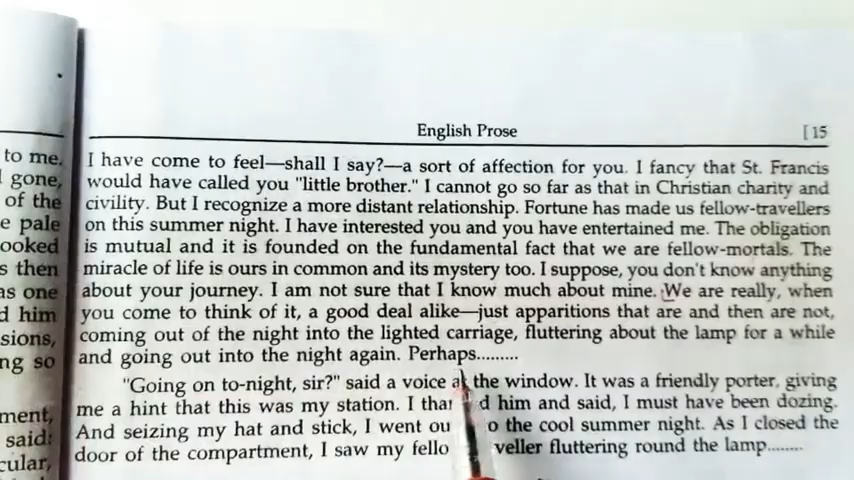 English Prose [15
to me.
gone,
of the
e pale
ooked
s then
as one
d him
sions,
ng so
ment,
said:
cular,
I have come to feel—shall I say?—a sort of affection for you. I fancy that St. Francis
would have called you "little brother." I cannot go so far as that in Christian charity and
civility. But I recognize a more distant relationship. Fortune has made us fellow-travellers
on this summer night. I have interested you and you have entertained me. The obligation
is mutual and it is founded on the fundamental fact that we are fellow-mortals. The
miracle of life is ours in common and its mystery too. I suppose, you don't know anything
about your journey. I am not sure that I know much about mine. We are really, when
you come to think of it, a good deal alike—just apparitions that are and then are not,
coming out of the night into the lighted carriage, fluttering about the lamp for a while
and going out into the night again. Perhaps.........
"Going on to-night, sir?" said a voice at the window. It was a friendly porter, giving
me a hint that this was my station. I tha d him and said, I must have been dozing.
And seizing my hat and stick, I went ou o the cool summer night. As I closed the
door of the compartment, I saw my fello veller fluttering round the lamp........